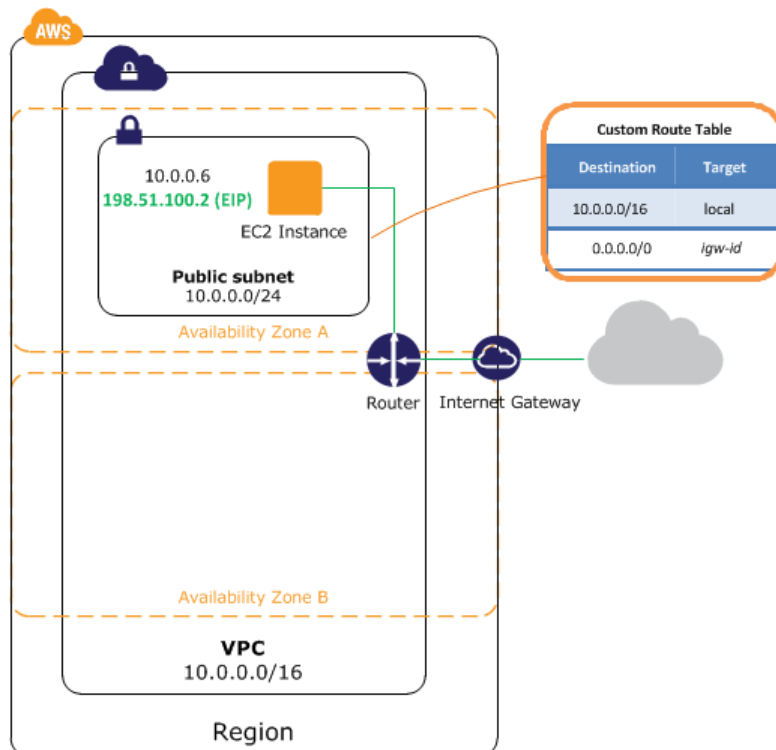 AWS
10.0.0.6
198.51.100.2 (EIP)
EC2 Instance
Public subnet
10.0.0.0/24
Availability Zone A
Custom Route Table
Destination Target
10.0.0.0/16 local
0.0.0.0/0 igw-id
Router
Internet Gateway
Availability Zone B
VPC
10.0.0.0/16
Region